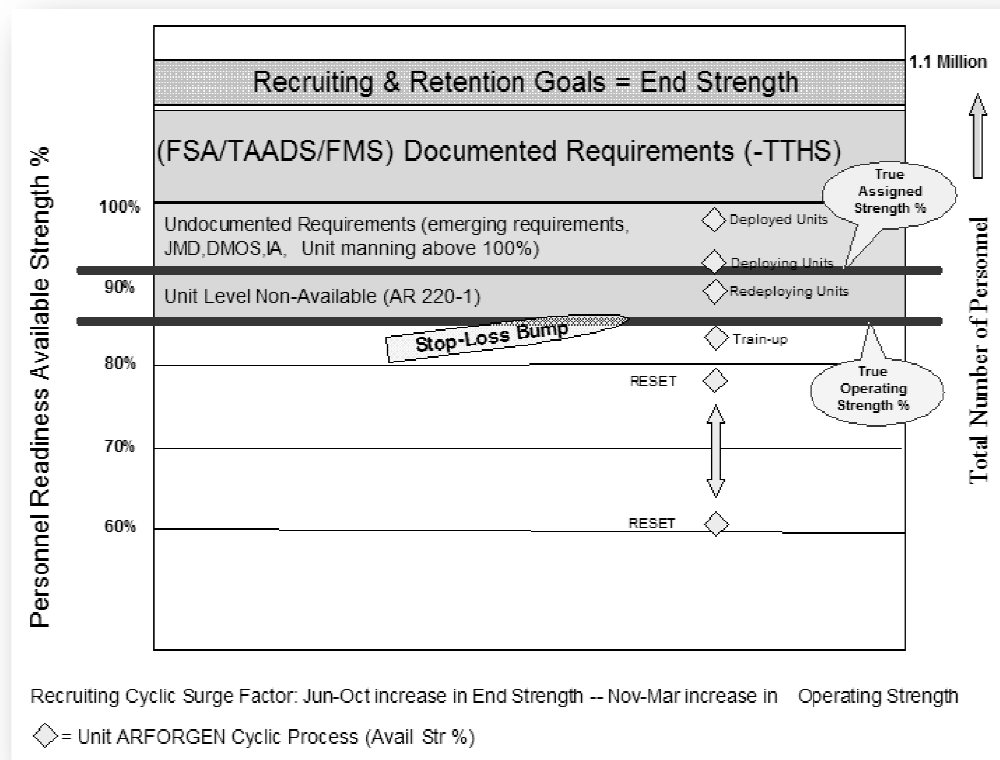 1.1 Million
Recruiting & Retention Goals = End Strength
(FSA/TAADS/FMS) Documented Requirements (-TTHS)
True
Assigned
Strength %
100%
Undocumented Requirements (emerging requirements,
JMD,DMOS,IA, Unit manning above 100%)
Deployed Units
Deploying Units
90%
Unit Level Non-Available (AR 220-1)
Redeploying Units
Stop-Loss Bump
Train-up
80%
RESET
True
Operating
Strength %
70%
60%
RESET
Personnel Readiness Available Strength %
Total Number of Personnel
Recruiting Cyclic Surge Factor: Jun-Oct increase in End Strength -- Nov-Mar increase in Operating Strength
= Unit ARFORGEN Cyclic Process (Avail Str %)